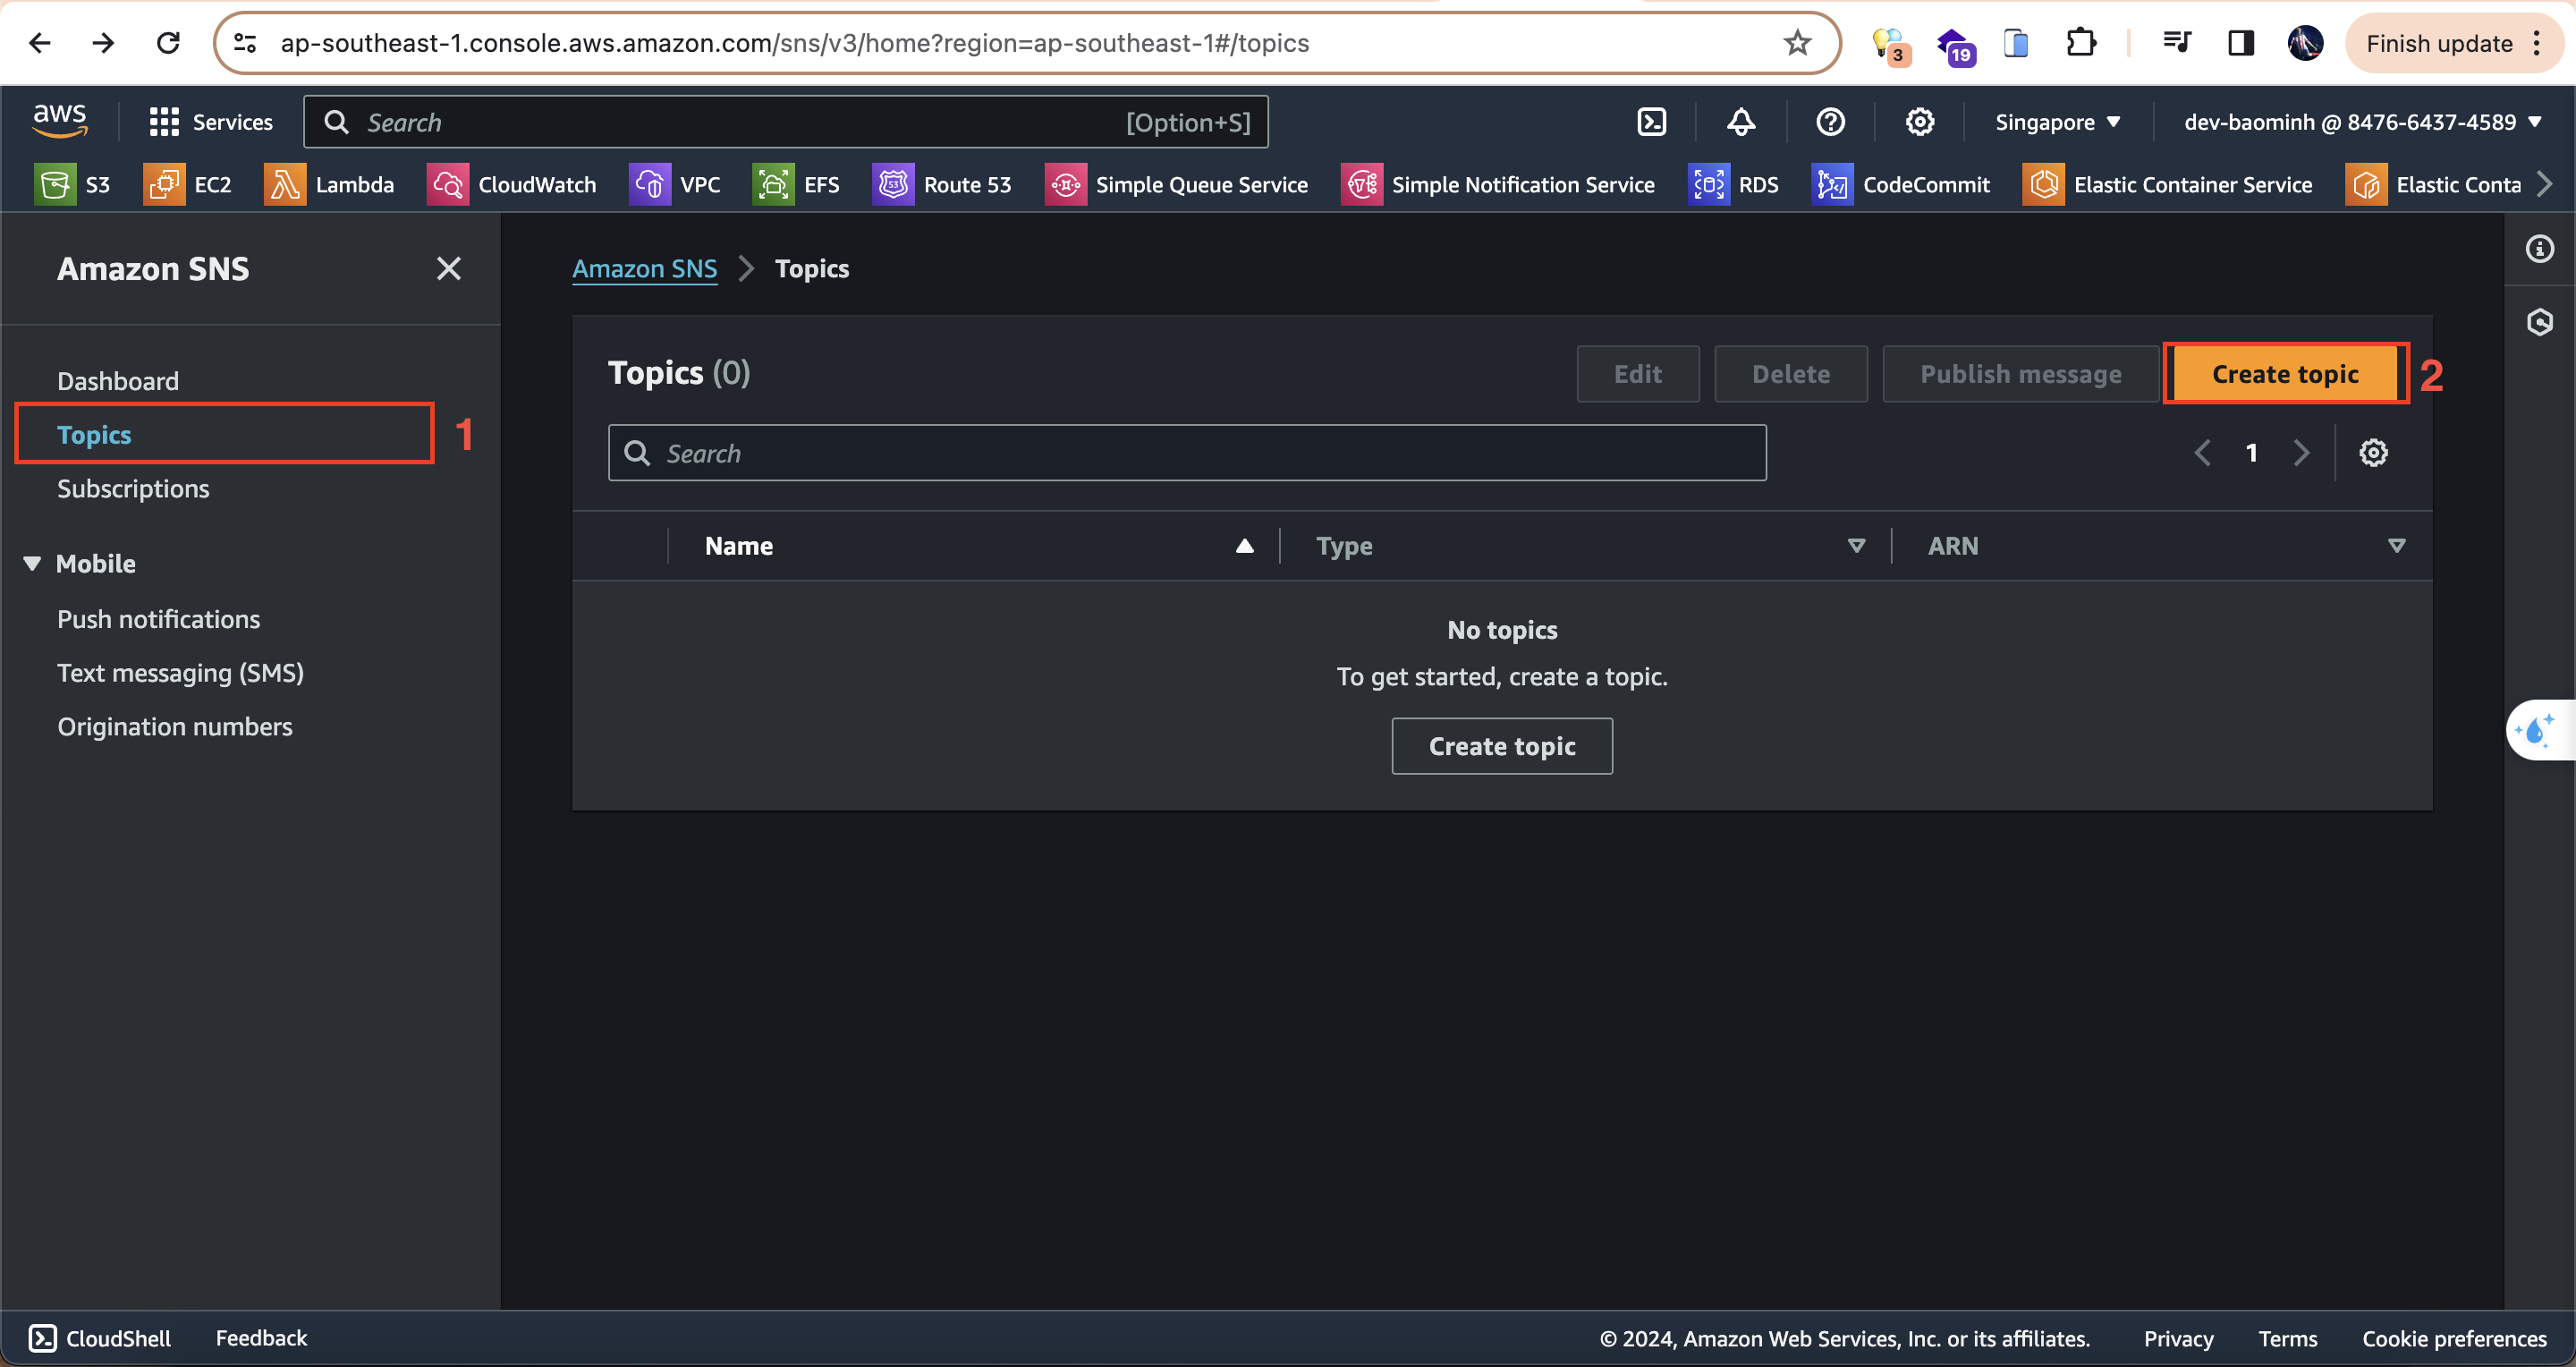 ap-southeast-1.console.aws.amazon.com/sns/v3/home?region=ap-southeast-1#/topics
3
19
Finish update
aws
Services
Search
[Option+S]
Singapore
dev-baominh @ 8476-6437-4589
S3
EC2
Lambda
CloudWatch
VPC
EFS
53
Route 53
Simple Queue Service
Simple Notification Service
RDS
CodeCommit
Elastic Container Service
Elastic Conta
Amazon SNS
Dashboard
Topics
1
Subscriptions
Mobile
Push notifications
Text messaging (SMS)
Origination numbers
Amazon SNS
Topics
Topics (0)
Edit
Delete
Publish message
Create topic
2
Search
1
Name
Type
ARN
No topics
To get started, create a topic.
Create topic
CloudShell
Feedback
© 2024, Amazon Web Services, Inc. or its affiliates.
Privacy
Terms
Cookie preferences